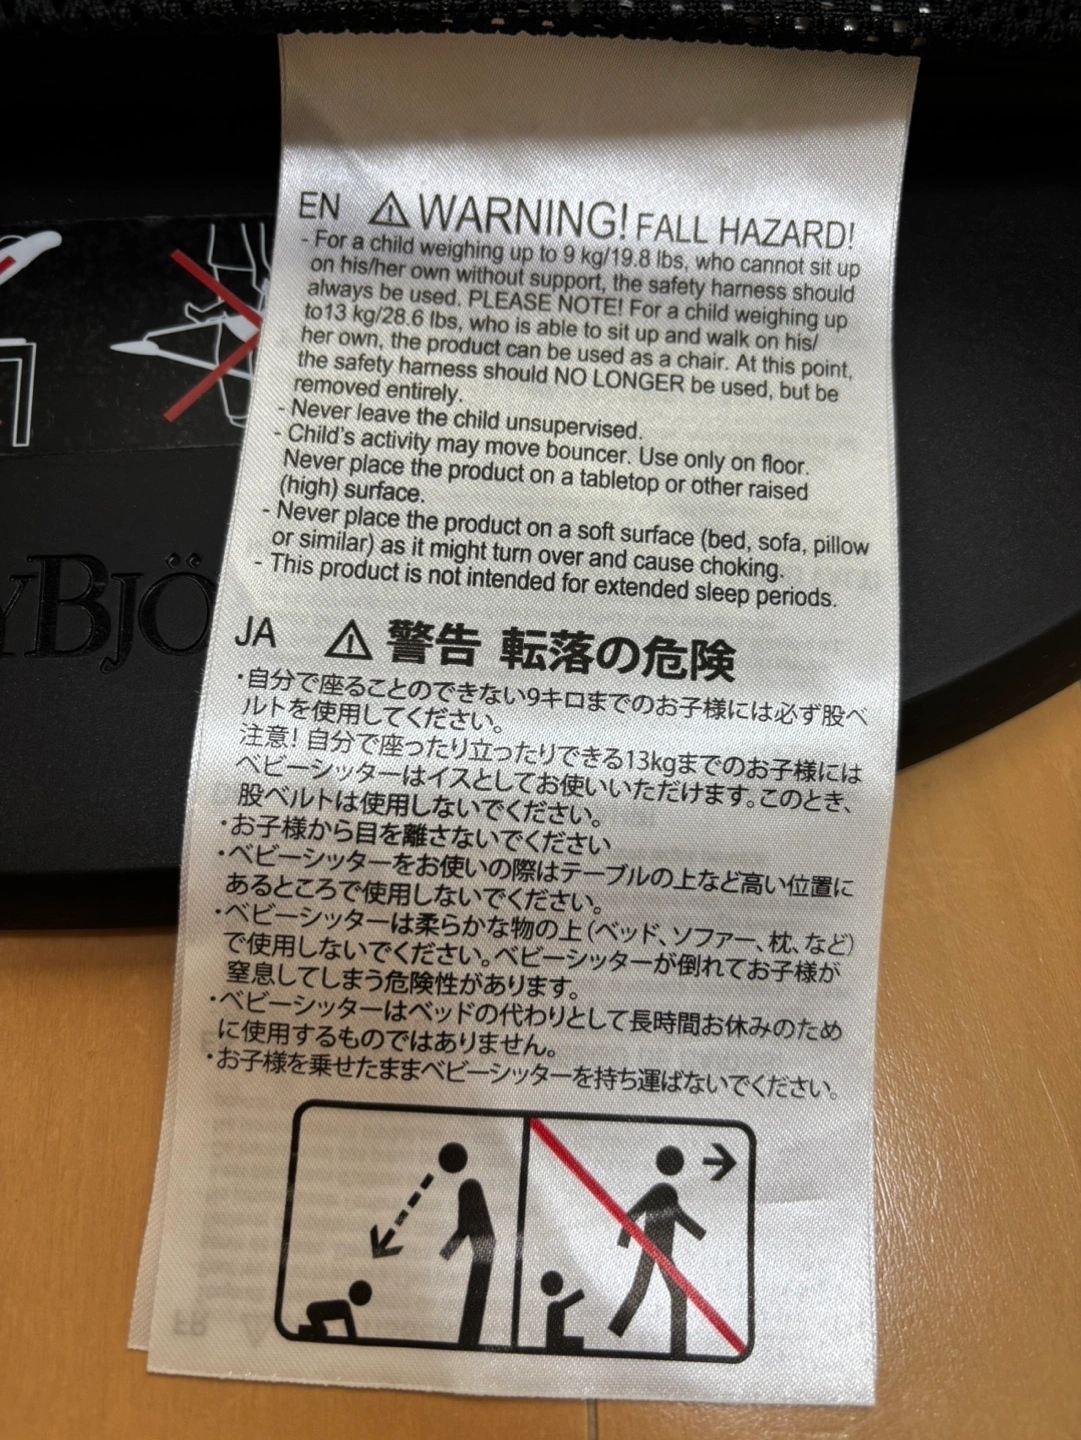 EN ⚠ WARNING! FALL HAZARD!
- For a child weighing up to 9 kg/19.8 lbs, who cannot sit up
on his/her own without support, the safety harness should
always be used. PLEASE NOTE! For a child weighing up
to13 kg/28.6 lbs, who is able to sit up and walk on his/
her own, the product can be used as a chair. At this point,
the safety harness should NO LONGER be used, but be
removed entirely.
- Never leave the child unsupervised.
- Child's activity may move bouncer. Use only on floor.
Never place the product on a tabletop or other raised
(high) surface.
- Never place the product on a soft surface (bed, sofa, pillow
or similar) as it might turn over and cause choking.
- This product is not intended for extended sleep periods.
YBJÖ
JA ⚠ 警告 転落の危険
・自分で座ることのできない9キロまでのお子様には必ず股ベ
ルトを使用してください。
注意! 自分で座ったり立ったりできる13kgまでのお子様には
ベビーシッターはイスとしてお使いいただけます。このとき、
股ベルトは使用しないでください。
・お子様から目を離さないでください
・ベビーシッターをお使いの際はテーブルの上など高い位置に
あるところで使用しないでください。
・ベビーシッターは柔らかな物の上(ベッド、ソファー、枕、など)
で使用しないでください。ベビーシッターが倒れてお子様が
窒息してしまう危険性があります。
・ベビーシッターはベッドの代わりとして長時間お休みのため
に使用するものではありません。
・お子様を乗せたままベビーシッターを持ち運ばないでください。